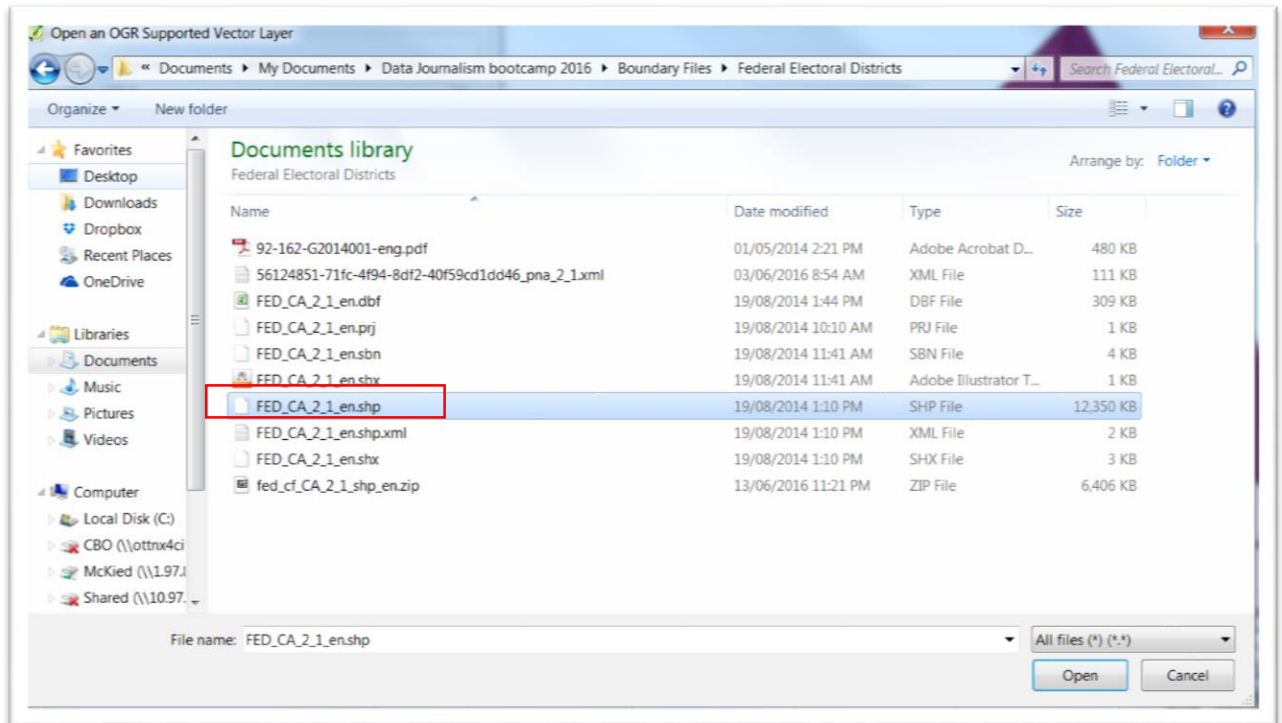 Open an OGR Supported Vector Layer
« Documents ▸ My Documents ▸ Data Journalism bootcamp 2016 ▸ Boundary Files ▸ Federal Electoral Districts
Search Federal Electoral...
Organize
New folder
Favorites
Desktop
Downloads
Dropbox
Recent Places
OneDrive
Libraries
Documents
Music
Pictures
Videos
Computer
Local Disk (C:)
CBO (\\ottnx4ci
McKied (\\1.97.
Shared (\\10.97.
Documents library
Federal Electoral Districts
Arrange by: Folder
Name Date modified Type Size
92-162-G2014001-eng.pdf 01/05/2014 2:21 PM Adobe Acrobat D... 480 KB
56124851-71fc-4f94-8df2-40f59cd1dd46_pna_2_1.xml 03/06/2016 8:54 AM XML File 111 KB
FED_CA_2_1_en.dbf 19/08/2014 1:44 PM DBF File 309 KB
FED_CA_2_1_en.prj 19/08/2014 10:10 AM PRJ File 1 KB
FED_CA_2_1_en.sbn 19/08/2014 11:41 AM SBN File 4 KB
FED_CA_2_1_en.sbx 19/08/2014 11:41 AM Adobe Illustrator T... 1 KB
FED_CA_2_1_en.shp 19/08/2014 1:10 PM SHP File 12,350 KB
FED_CA_2_1_en.shp.xml 19/08/2014 1:10 PM XML File 2 KB
FED_CA_2_1_en.shx 19/08/2014 1:10 PM SHX File 3 KB
fed_cf_CA_2_1_shp_en.zip 13/06/2016 11:21 PM ZIP File 6,406 KB
File name: FED_CA_2_1_en.shp
All files (*) (*.*)
Open
Cancel